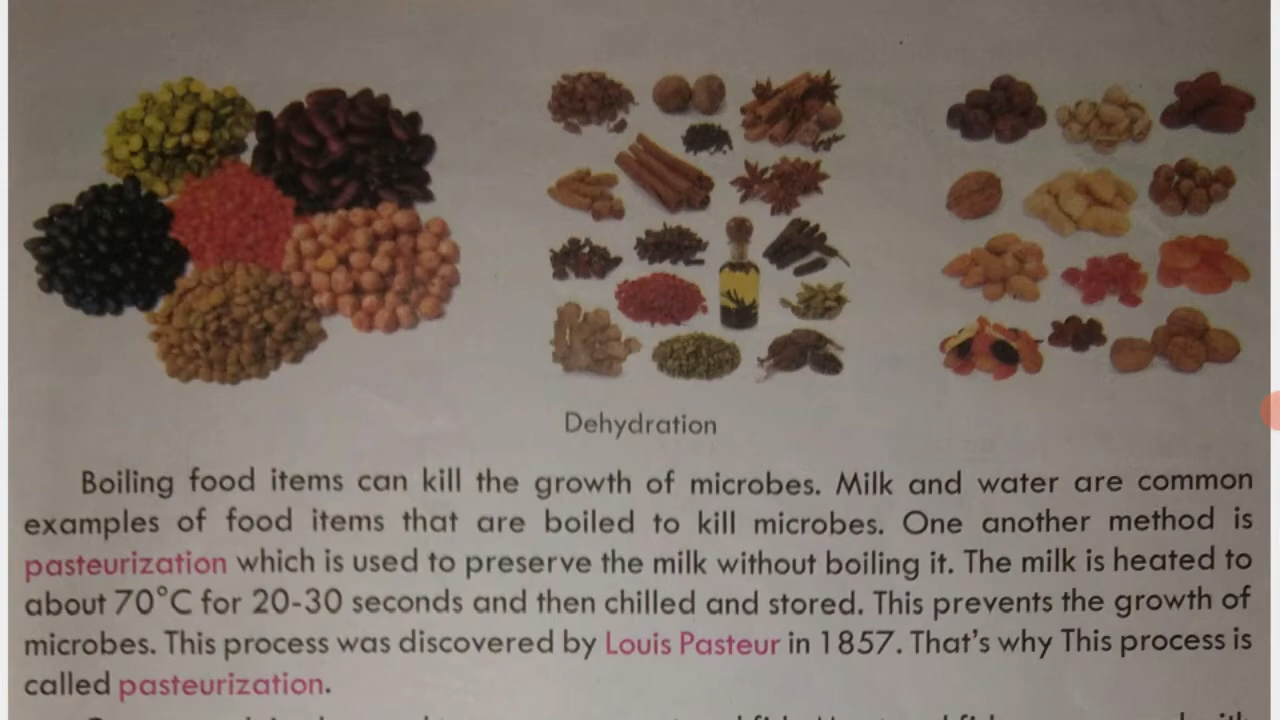 Dehydration
Boiling food items can kill the growth of microbes. Milk and water are common
examples of food items that are boiled to kill microbes. One another method is
pasteurization which is used to preserve the milk without boiling it. The milk is heated to
about 70°C for 20-30 seconds and then chilled and stored. This prevents the growth of
microbes. This process was discovered by Louis Pasteur in 1857. That's why This process is
called pasteurization.